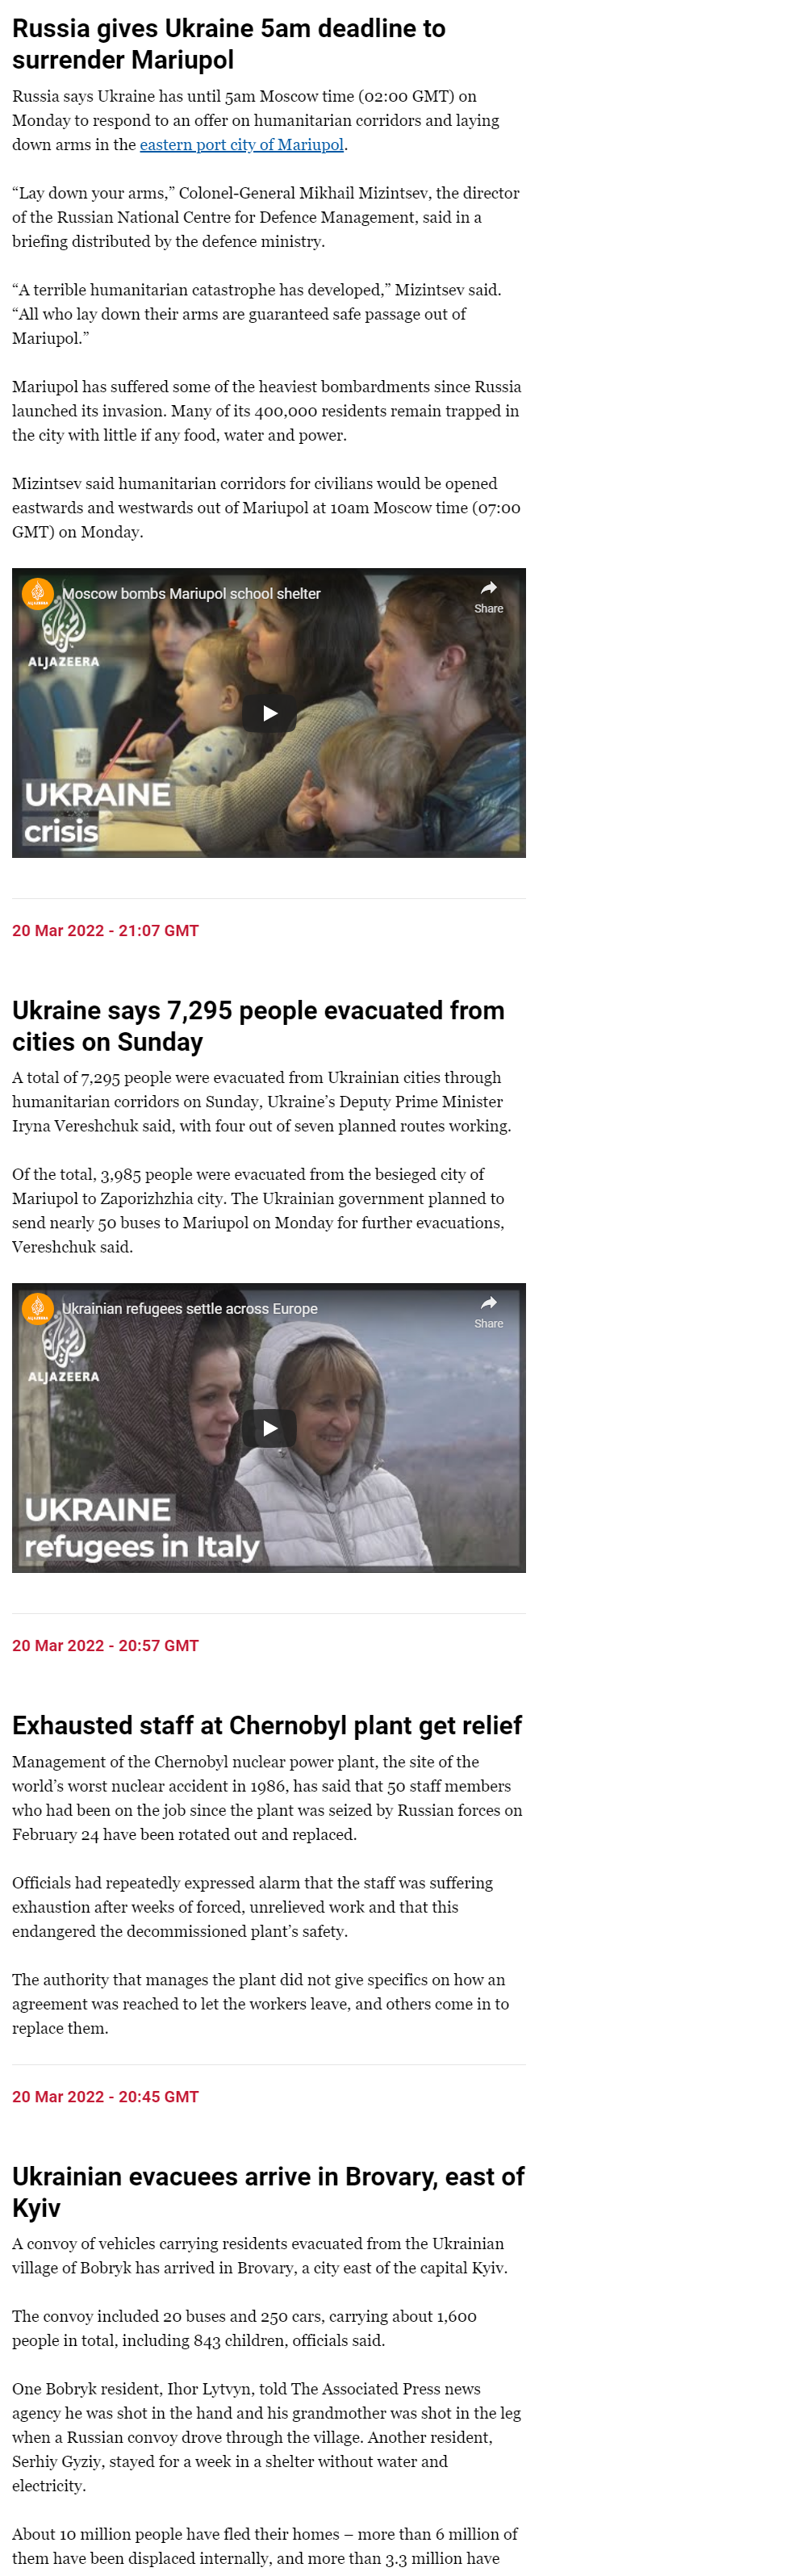 Russia gives Ukraine 5am deadline to
surrender Mariupol
Russia says Ukraine has until 5am Moscow time (02:00 GMT) on
Monday to respond to an offer on humanitarian corridors and laying
down arms in the eastern port city of Mariupol.
“Lay down your arms,” Colonel-General Mikhail Mizintsev, the director
of the Russian National Centre for Defence Management, said in a
briefing distributed by the defence ministry.
“A terrible humanitarian catastrophe has developed,” Mizintsev said.
“All who lay down their arms are guaranteed safe passage out of
Mariupol.”
Mariupol has suffered some of the heaviest bombardments since Russia
launched its invasion. Many of its 400,000 residents remain trapped in
the city with little if any food, water and power.
Mizintsev said humanitarian corridors for civilians would be opened
eastwards and westwards out of Mariupol at 10am Moscow time (07:00
GMT) on Monday.
Moscow bombs Mariupol school shelter
Share
ALJAZEERA
UKRAINE
crisis
20 Mar 2022 - 21:07 GMT
Ukraine says 7,295 people evacuated from
cities on Sunday
A total of 7,295 people were evacuated from Ukrainian cities through
humanitarian corridors on Sunday, Ukraine’s Deputy Prime Minister
Iryna Vereshchuk said, with four out of seven planned routes working.
Of the total, 3,985 people were evacuated from the besieged city of
Mariupol to Zaporizhzhia city. The Ukrainian government planned to
send nearly 50 buses to Mariupol on Monday for further evacuations,
Vereshchuk said.
Ukrainian refugees settle across Europe
Share
ALJAZEERA
UKRAINE
refugees in Italy
20 Mar 2022 - 20:57 GMT
Exhausted staff at Chernobyl plant get relief
Management of the Chernobyl nuclear power plant, the site of the
world’s worst nuclear accident in 1986, has said that 50 staff members
who had been on the job since the plant was seized by Russian forces on
February 24 have been rotated out and replaced.
Officials had repeatedly expressed alarm that the staff was suffering
exhaustion after weeks of forced, unrelieved work and that this
endangered the decommissioned plant’s safety.
The authority that manages the plant did not give specifics on how an
agreement was reached to let the workers leave, and others come in to
replace them.
20 Mar 2022 - 20:45 GMT
Ukrainian evacuees arrive in Brovary, east of
Kyiv
A convoy of vehicles carrying residents evacuated from the Ukrainian
village of Bobryk has arrived in Brovary, a city east of the capital Kyiv.
The convoy included 20 buses and 250 cars, carrying about 1,600
people in total, including 843 children, officials said.
One Bobryk resident, Ihor Lytvyn, told The Associated Press news
agency he was shot in the hand and his grandmother was shot in the leg
when a Russian convoy drove through the village. Another resident,
Serhiy Gyziy, stayed for a week in a shelter without water and
electricity.
About 10 million people have fled their homes – more than 6 million of
them have been displaced internally, and more than 3.3 million have